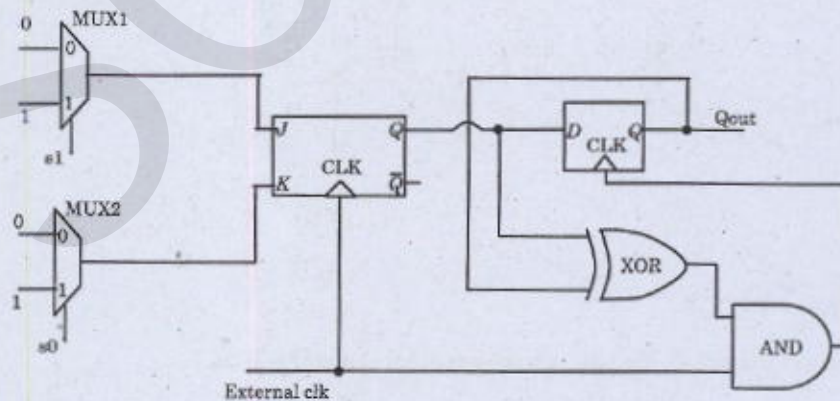 0
MUX1
0
1
1
s1
MUX2
0
0
1
1
s0
J
Q
CLK
K
Q̅
D
Q
CLK
Qout
XOR
AND
External clk